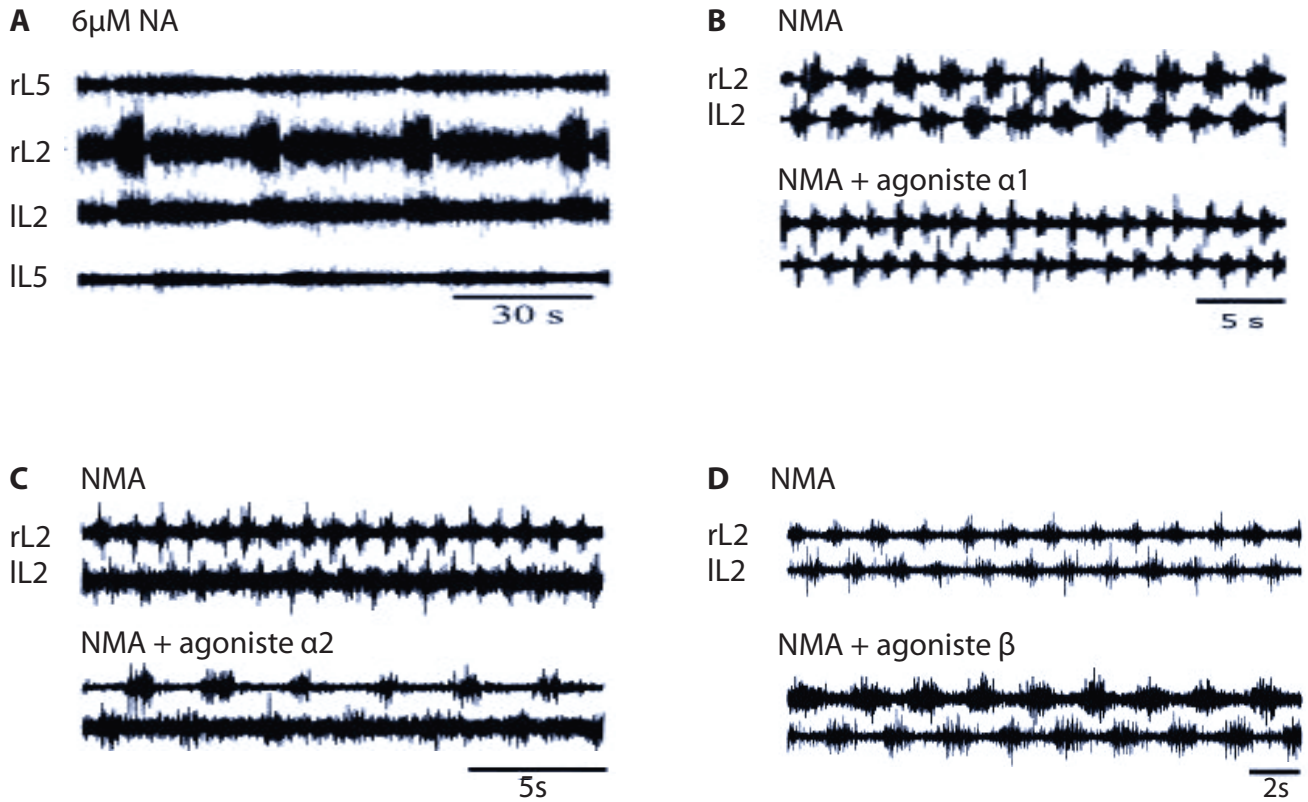 A 6μM NA
rL5
rL2
lL2
lL5
30 s
B NMA
rL2
lL2
NMA + agoniste α1
5 s
C NMA
rL2
lL2
NMA + agoniste α2
5s
D NMA
rL2
lL2
NMA + agoniste β
2s